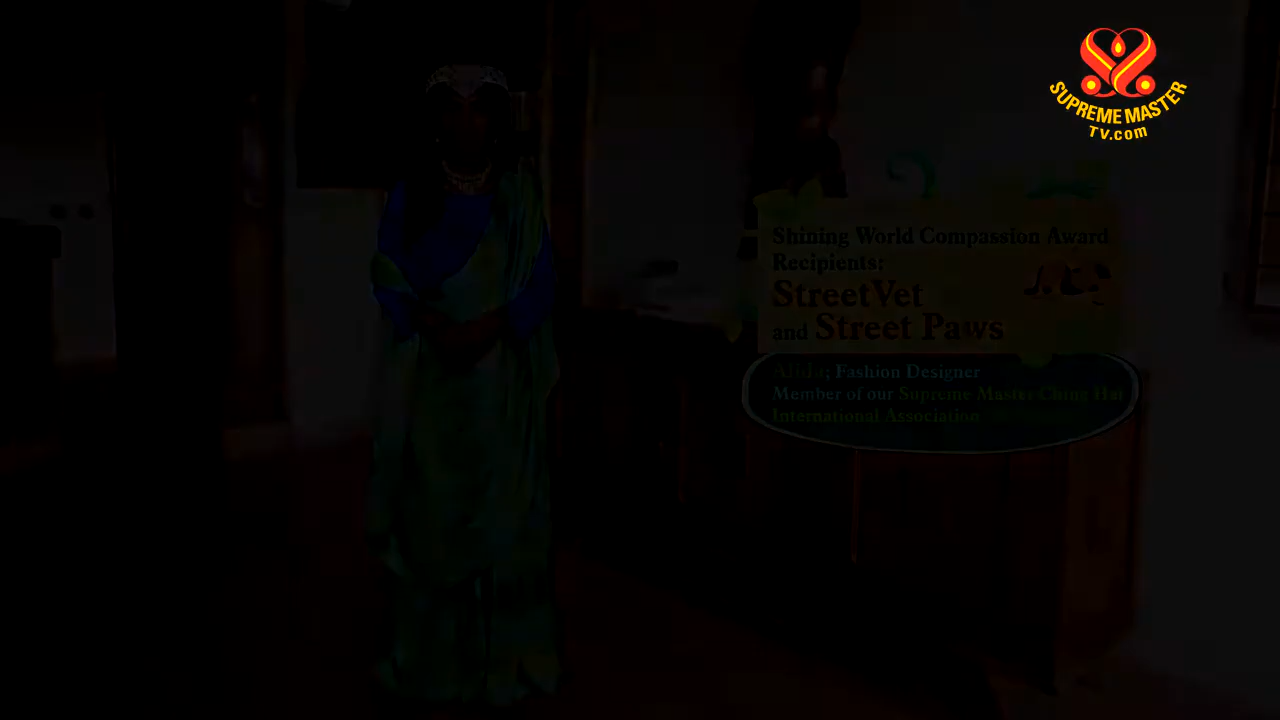 SUPREME MASTER
TV.com
Shining World Compassion Award
Recipients:
StreetVet
and Street Paws
; Fashion Designer
Member of our Supreme Master Ching Hai
International Association